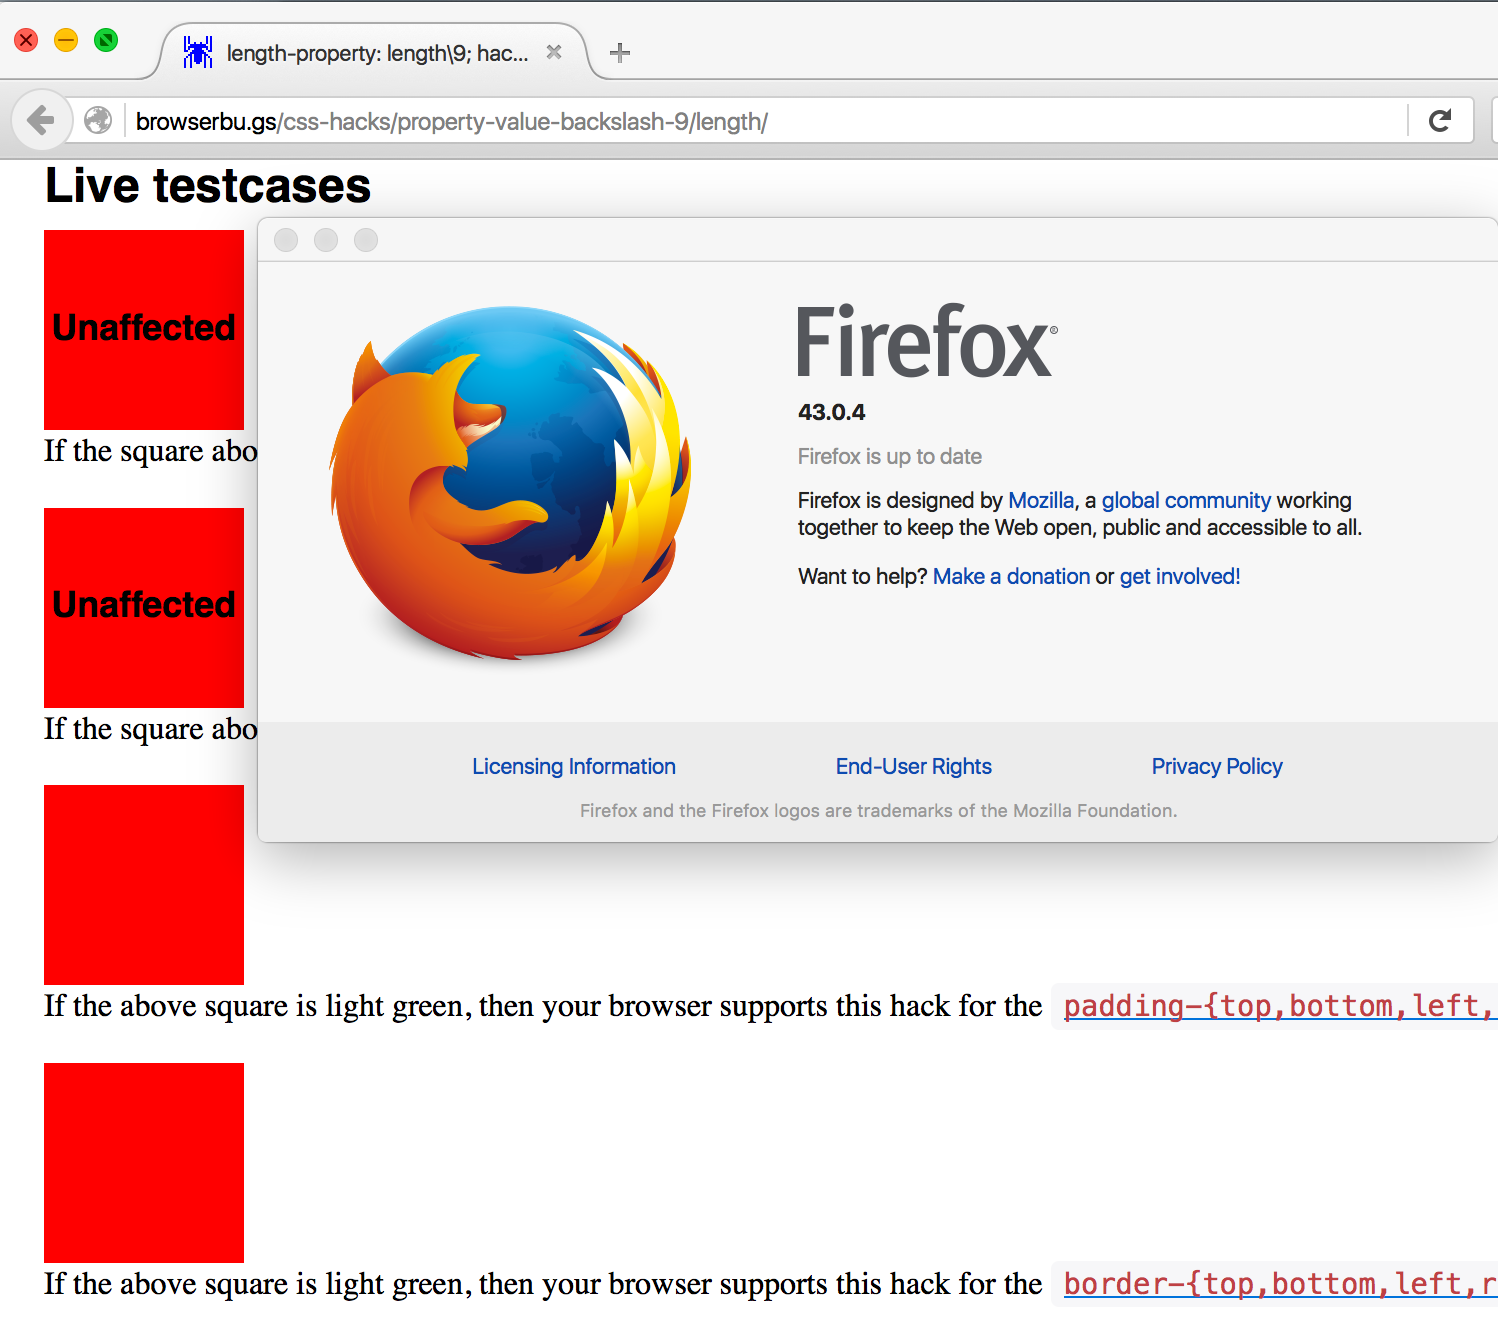 length-property: length\9; hac...
browserbu.gs/css-hacks/property-value-backslash-9/length/
Live testcases
Unaffected
If the square abo
Unaffected
If the square abo
Firefox®
43.0.4
Firefox is up to date
Firefox is designed by Mozilla, a global community working
together to keep the Web open, public and accessible to all.
Want to help? Make a donation or get involved!
Licensing Information End-User Rights Privacy Policy
Firefox and the Firefox logos are trademarks of the Mozilla Foundation.
If the above square is light green, then your browser supports this hack for the padding-{top,bottom,left,
If the above square is light green, then your browser supports this hack for the border-{top,bottom,left,r